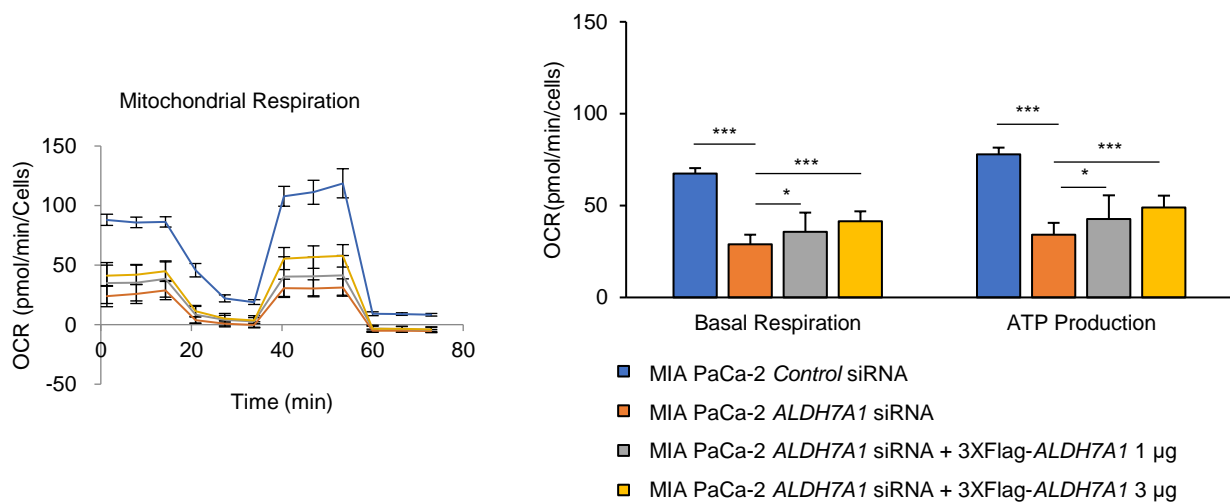 Mitochondrial Respiration
OCR (pmol/min/Cells)
150
100
50
0
-50
0 20 40 60 80
Time (min)
OCR(pmol/min/cells)
150
100
50
0
*** *** *
*** *** *
Basal Respiration ATP Production
MIA PaCa-2 Control siRNA
MIA PaCa-2 ALDH7A1 siRNA
MIA PaCa-2 ALDH7A1 siRNA + 3XFlag-ALDH7A1 1 µg
MIA PaCa-2 ALDH7A1 siRNA + 3XFlag-ALDH7A1 3 µg